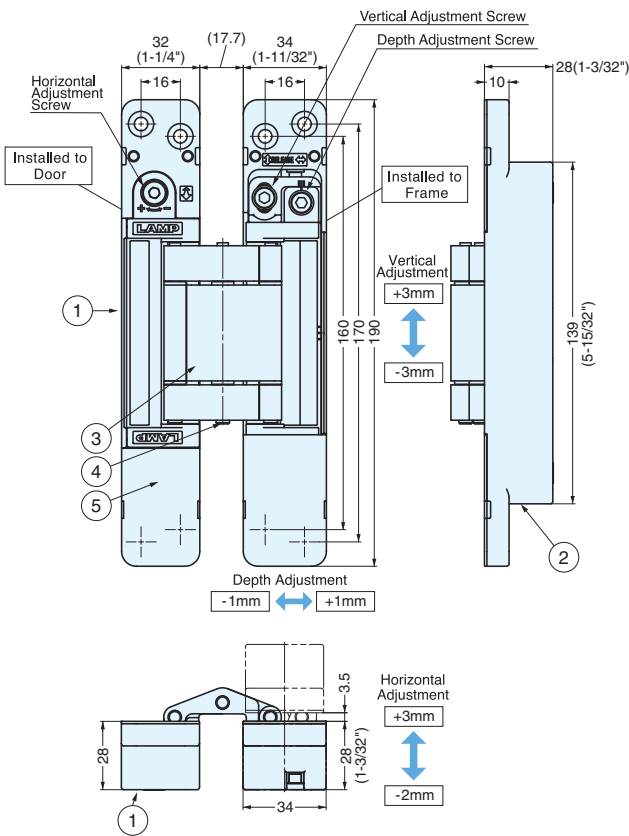 Vertical Adjustment Screw
Depth Adjustment Screw
32
(1-1/4")
(17.7)
34
(1-11/32")
28(1-3/32")
16
16
10
Horizontal
Adjustment
Screw
Installed to
Door
RELEASE
Installed to
Frame
LAMP
Vertical
Adjustment
+3mm
-3mm
1
160
170
190
139
(5-15/32")
3
LAMP
4
5
2
Depth Adjustment
-1mm
+1mm
3.5
Horizontal
Adjustment
+3mm
-2mm
28
28
(1-3/32")
34
1